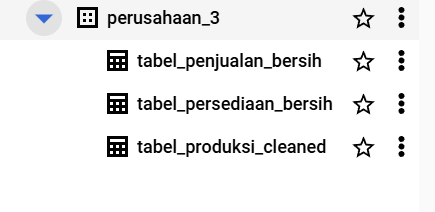 perusahaan_3
tabel_penjualan_bersih
tabel_persediaan_bersih
tabel_produksi_cleaned